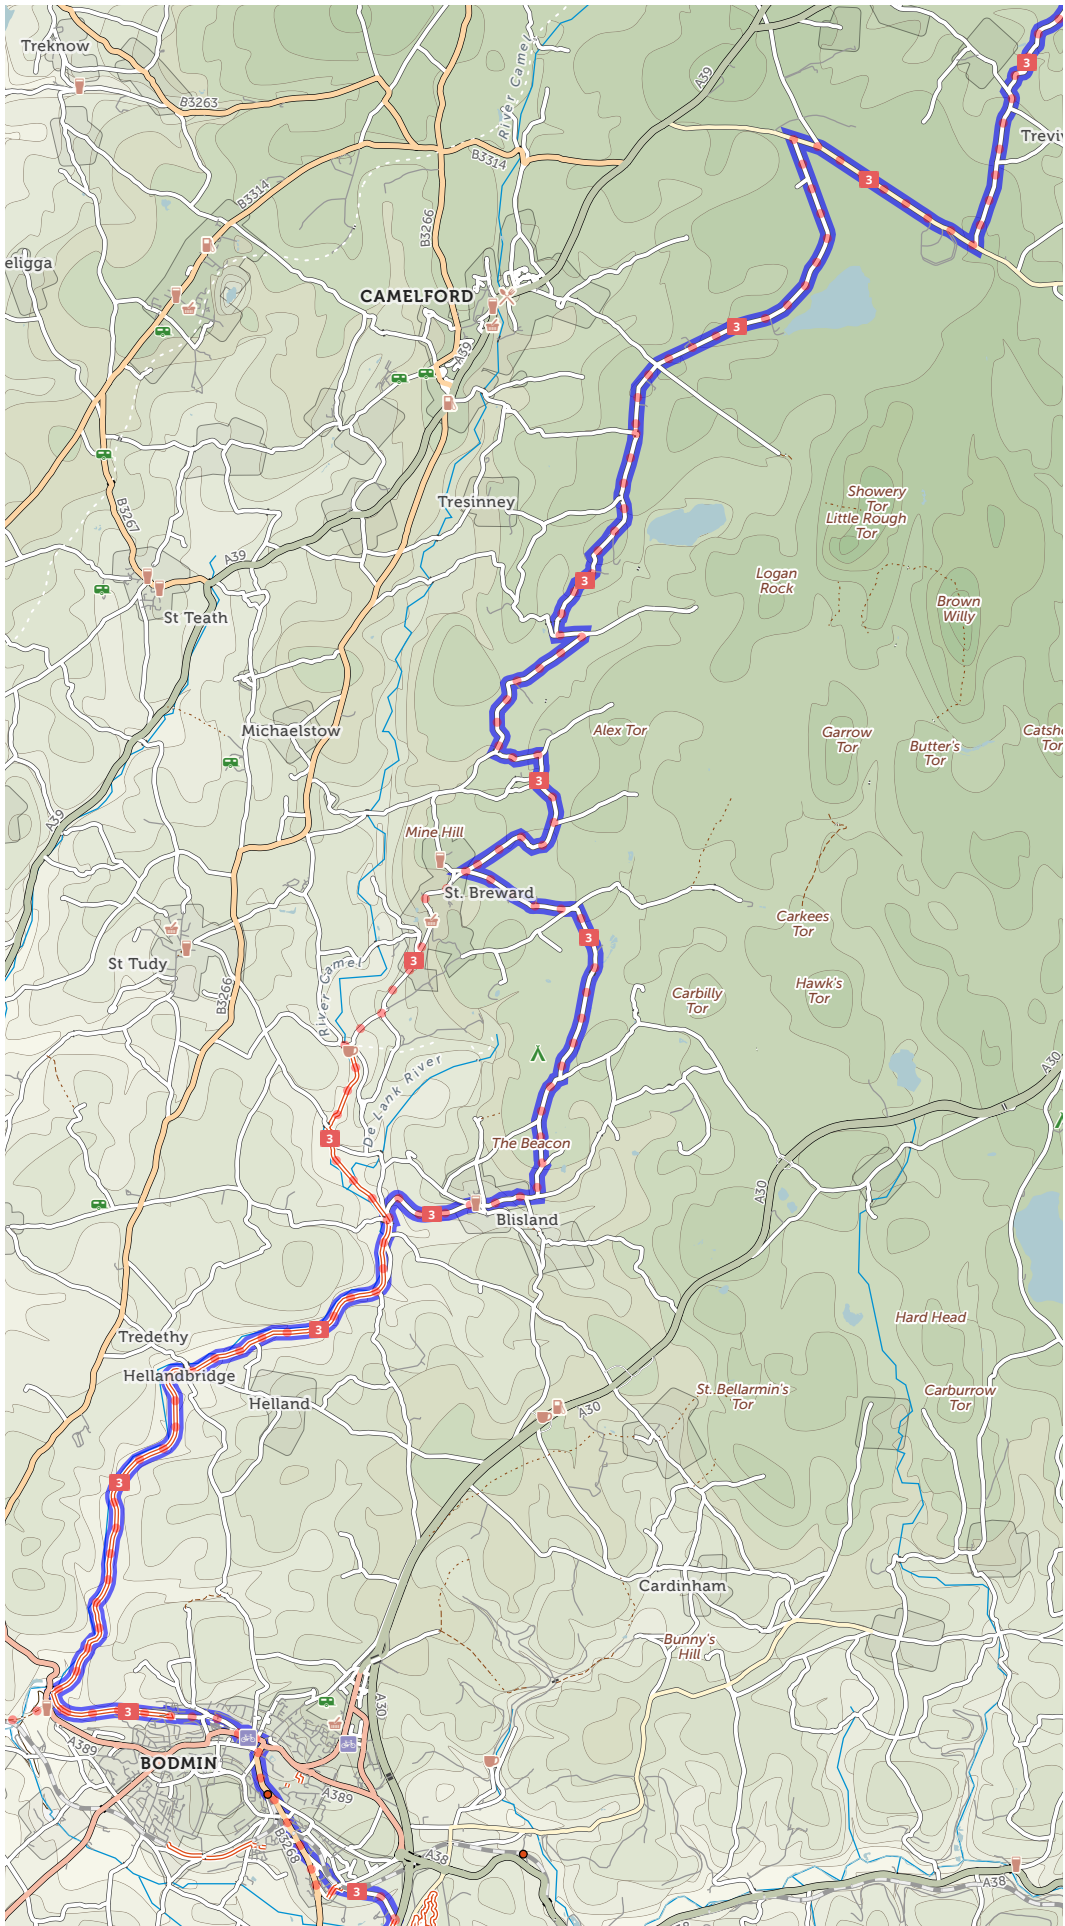 Treknow
A39
3
B3263
River Camel
Trevi
B3314
B3314
3
B3266
eligga
CAMELFORD
3
A39
Showery
Tor
Little Rough
Tor
Tresinney
B3267
A39
3
Logan
Rock
Brown
Willy
St Teath
Michaelstow
Alex Tor
Garrow
Tor
Butter's
Tor
Catsh
Tor
3
A39
Mine Hill
St. Breward
Carkees
Tor
3
St Tudy
3
River Camel
B3266
Carbilly
Tor
Hawk's
Tor
De Lank River
A30
3
The Beacon
A30
3
Blisland
Hard Head
3
Tredethy
Hellandbridge
Helland
St. Bellarmin's
Tor
Carburrow
Tor
A30
3
Cardinham
Bunny's
Hill
3
A30
A389
BODMIN
A389
B3268
A38
3
A38
38